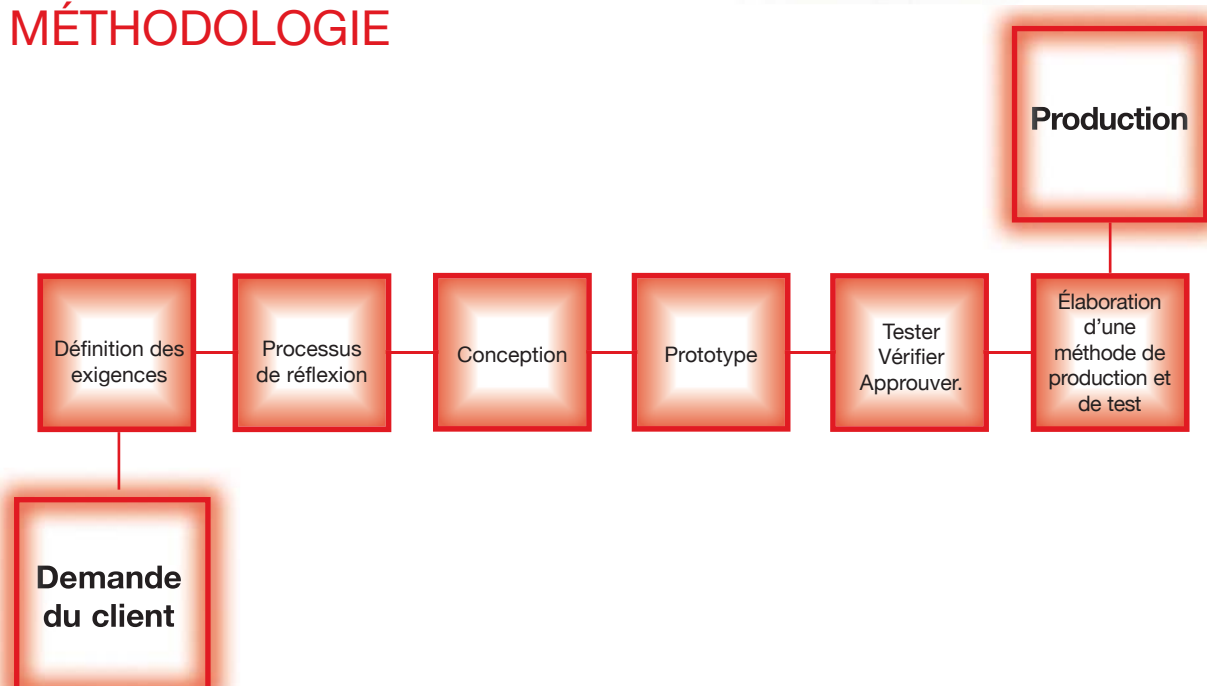 MÉTHODOLOGIE
Production
Définition des
exigences
Processus
de réflexion
Conception
Prototype
Tester
Vérifier
Approuver.
Élaboration
d’une
méthode de
production et
de test
Demande
du client